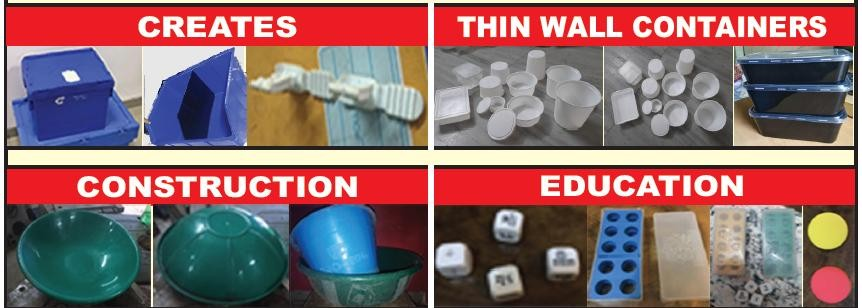 CREATES
THIN WALL CONTAINERS
CONSTRUCTION
EDUCATION